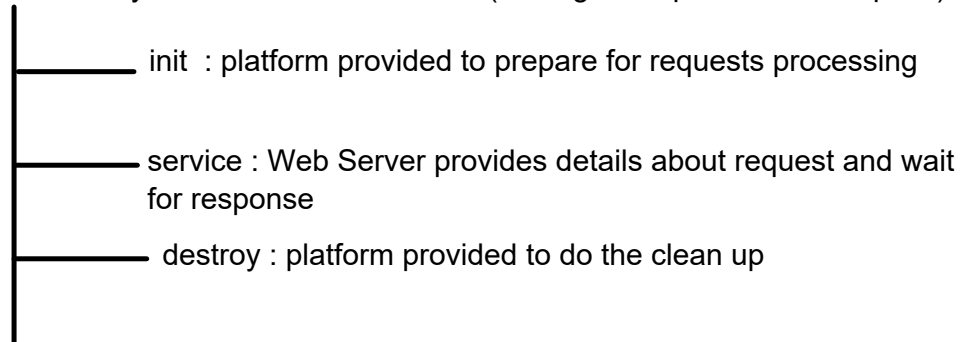 init : platform provided to prepare for requests processing
service : Web Server provides details about request and wait
for response
destroy : platform provided to do the clean up